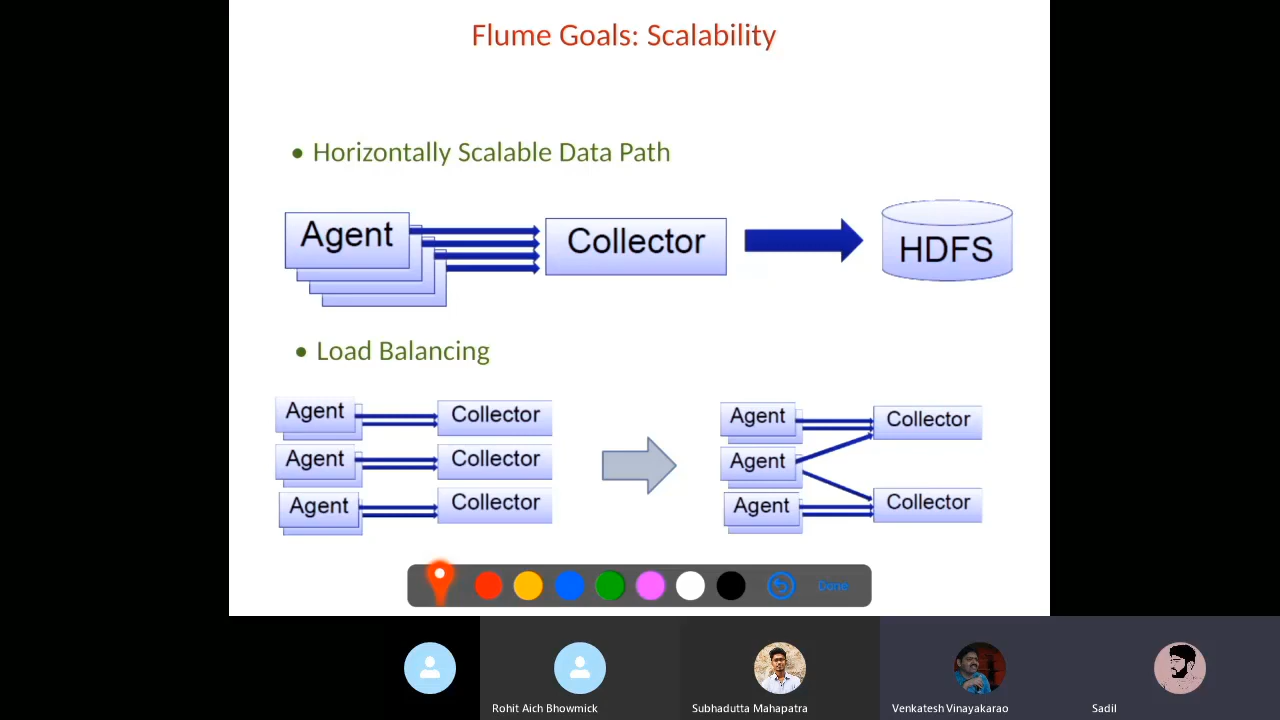 Flume Goals: Scalability
• Horizontally Scalable Data Path
Agent
Collector
HDFS
• Load Balancing
Agent
Collector
Agent
Collector
Agent
Collector
Agent
Collector
Agent
Agent
Collector
Done
Rohit Aich Bhowmick
Subhadutta Mahapatra
Venkatesh Vinayakarao
Sadil